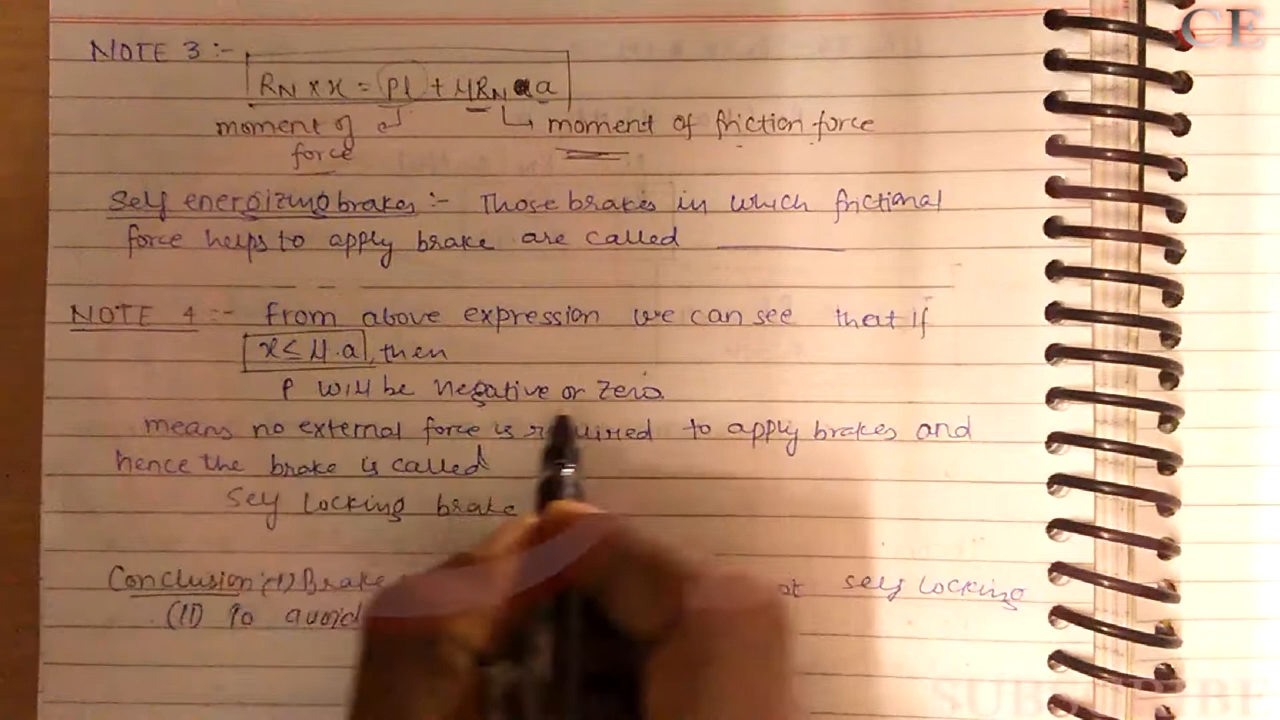 CE
NOTE 3 :-
RN × x = Pl + μRN a
moment of ↲ ↳ moment of friction force
force
Self energizing brakes :- Those brakes in which frictional
force helps to apply brake are called ______
NOTE 4 :- From above expression we can see that if
x ≤ μ.a, then
P will be negative or zero.
means no external force is required to apply brakes and
hence the brake is called
Self locking brake
Conclusion :- (I) Brake self locking
(II) To avoid
SUBSCRIBE